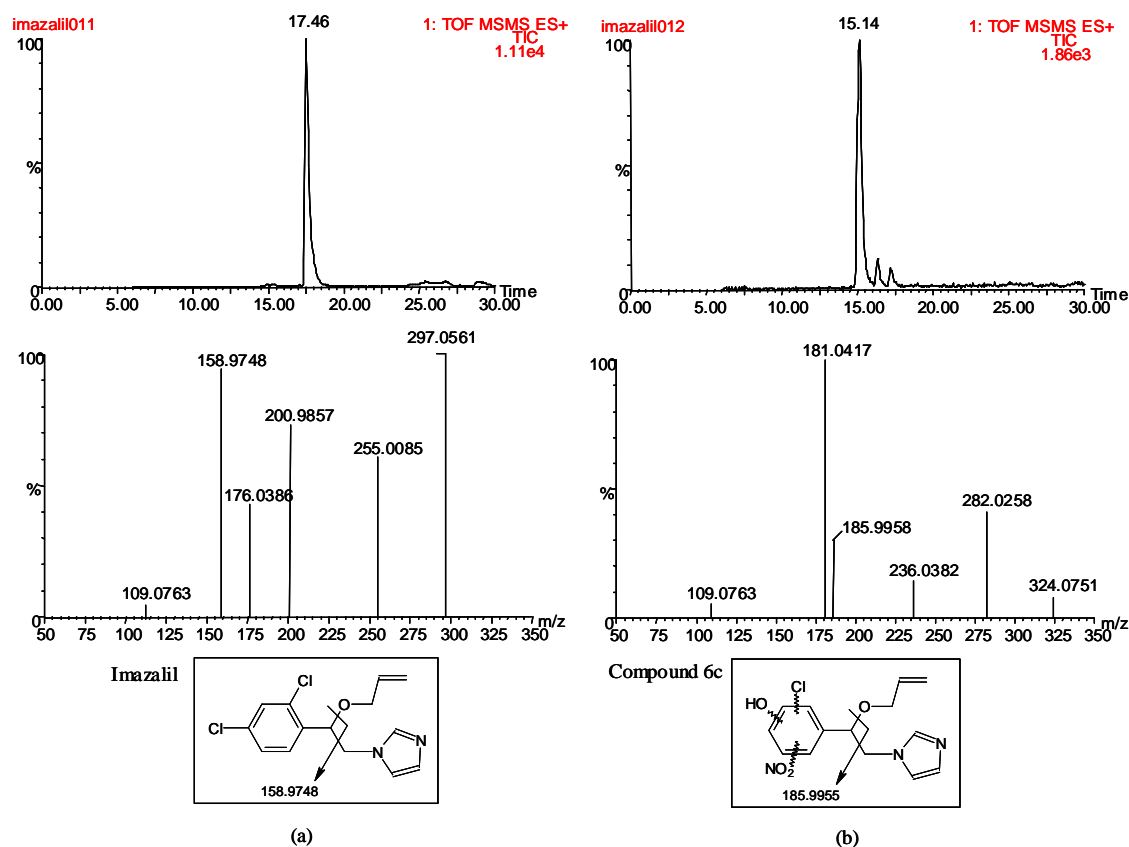 imazalil011
17.46
1: TOF MSMS ES+
TIC
1.11e4
100
%
0
0.00
5.00
10.00
15.00
20.00
25.00
30.00
Time
imazalil012
15.14
1: TOF MSMS ES+
TIC
1.86e3
100
%
0
0.00
5.00
10.00
15.00
20.00
25.00
30.00
Time
100
%
0
158.9748
297.0561
200.9857
255.0085
176.0386
109.0763
50
75
100
125
150
175
200
225
250
275
300
325
350
m/z
100
%
0
181.0417
185.9958
282.0258
236.0382
109.0763
324.0751
50
75
100
125
150
175
200
225
250
275
300
325
350
m/z
Imazalil
Cl
O
Cl
N
N
158.9748
Compound 6c
Cl
HO
O
N
NO2
N
185.9955
(a)
(b)